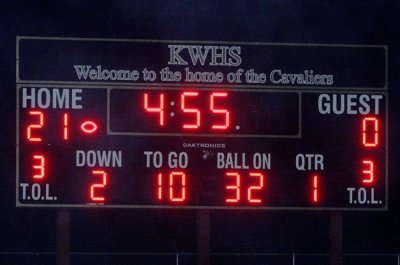 KWHS
Welcome to the home of the Cavaliers
HOME 4:55. GUEST
21 0
DAKTRONICS
3 DOWN TO GO BALL ON QTR 3
T.O.L. 2 10 32 1 T.O.L.